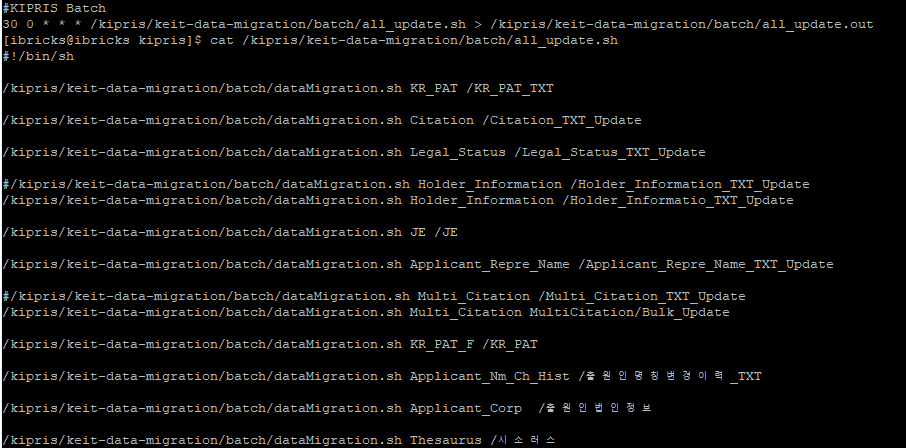 #KIPRIS Batch
30 0 * * * /kipris/keit-data-migration/batch/all_update.sh > /kipris/keit-data-migration/batch/all_update.out
[ibricks@ibricks kipris]$ cat /kipris/keit-data-migration/batch/all_update.sh
#!/bin/sh
/kipris/keit-data-migration/batch/dataMigration.sh KR_PAT /KR_PAT_TXT
/kipris/keit-data-migration/batch/dataMigration.sh Citation /Citation_TXT_Update
/kipris/keit-data-migration/batch/dataMigration.sh Legal_Status /Legal_Status_TXT_Update
#/kipris/keit-data-migration/batch/dataMigration.sh Holder_Information /Holder_Information_TXT_Update
/kipris/keit-data-migration/batch/dataMigration.sh Holder_Information /Holder_Informatio_TXT_Update
/kipris/keit-data-migration/batch/dataMigration.sh JE /JE
/kipris/keit-data-migration/batch/dataMigration.sh Applicant_Repre_Name /Applicant_Repre_Name_TXT_Update
#/kipris/keit-data-migration/batch/dataMigration.sh Multi_Citation /Multi_Citation_TXT_Update
/kipris/keit-data-migration/batch/dataMigration.sh Multi_Citation MultiCitation/Bulk_Update
/kipris/keit-data-migration/batch/dataMigration.sh KR_PAT_F /KR_PAT
/kipris/keit-data-migration/batch/dataMigration.sh Applicant_Nm_Ch_Hist /출원인명칭변경이력_TXT
/kipris/keit-data-migration/batch/dataMigration.sh Applicant_Corp  /출원인법인정보
/kipris/keit-data-migration/batch/dataMigration.sh Thesaurus /시소러스